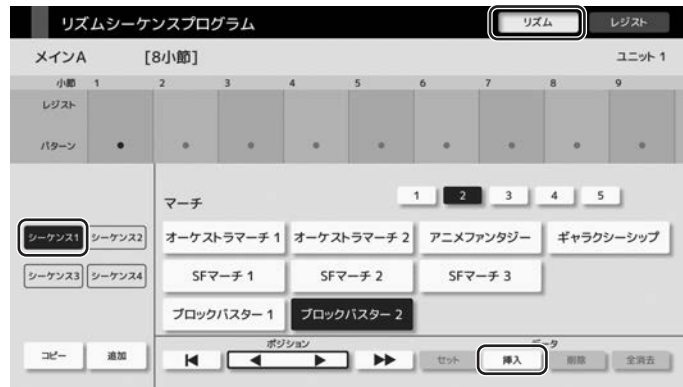 リズムシーケンスプログラム リズム レジスト
メインA [8小節] ユニット 1
小節 1 2 3 4 5 6 7 8 9
レジスト
パターン
マーチ 1 2 3 4 5
シーケンス1 シーケンス2 オーケストラマーチ 1 オーケストラマーチ 2 アニメファンタジー ギャラクシーシップ
シーケンス3 シーケンス4 SFマーチ 1 SFマーチ 2 SFマーチ 3
ブロックバスター 1 ブロックバスター 2
ポジション データ
コピー 追加 セット 挿入 削除 全消去